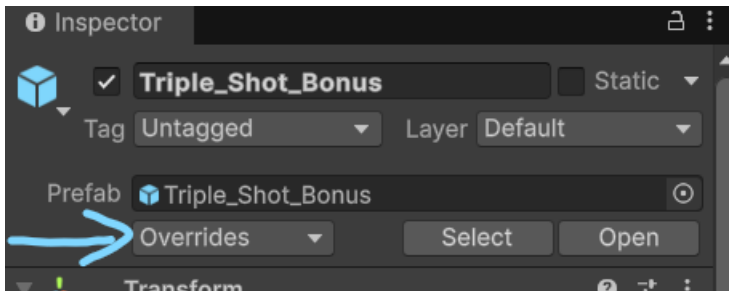 Inspector
Triple_Shot_Bonus Static
Tag Untagged Layer Default
Prefab Triple_Shot_Bonus
Overrides Select Open
Transform